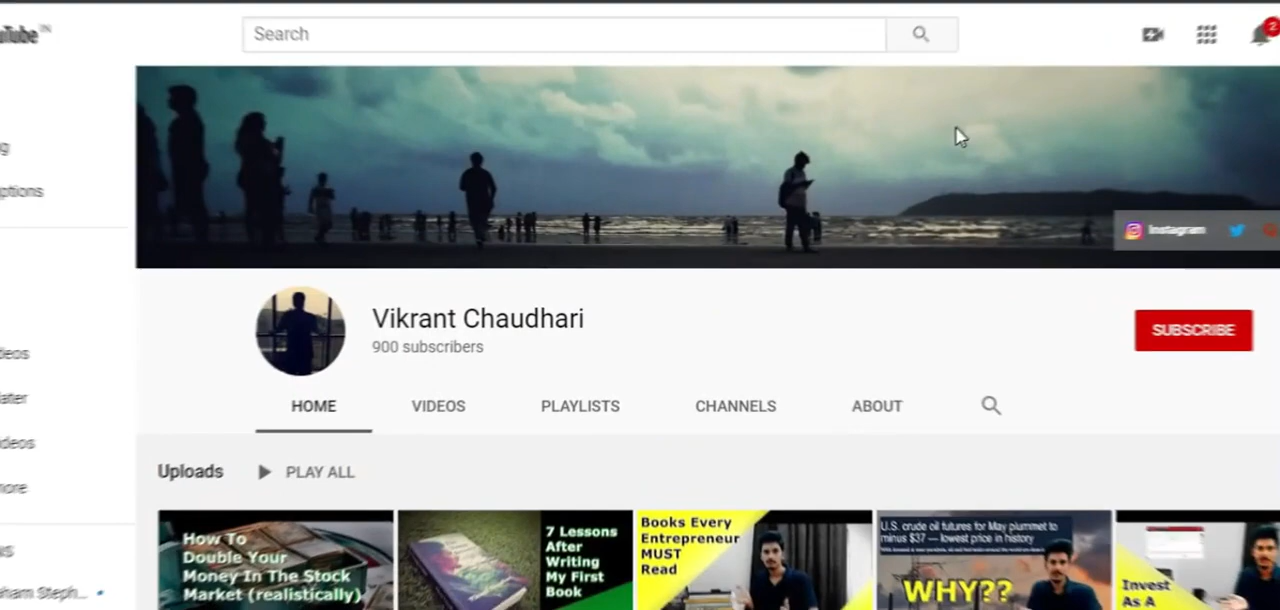 Search
2
Instagram
Vikrant Chaudhari
900 subscribers
SUBSCRIBE
HOME
VIDEOS
PLAYLISTS
CHANNELS
ABOUT
Uploads
PLAY ALL
How To
Double Your
Money In The Stock
Market (realistically)
7 Lessons
After
Writing
My First
Book
Books Every
Entrepreneur
MUST
Read
U.S. crude oil futures for May plummet to
minus $37 — lowest price in history
WHY??
Invest
As A